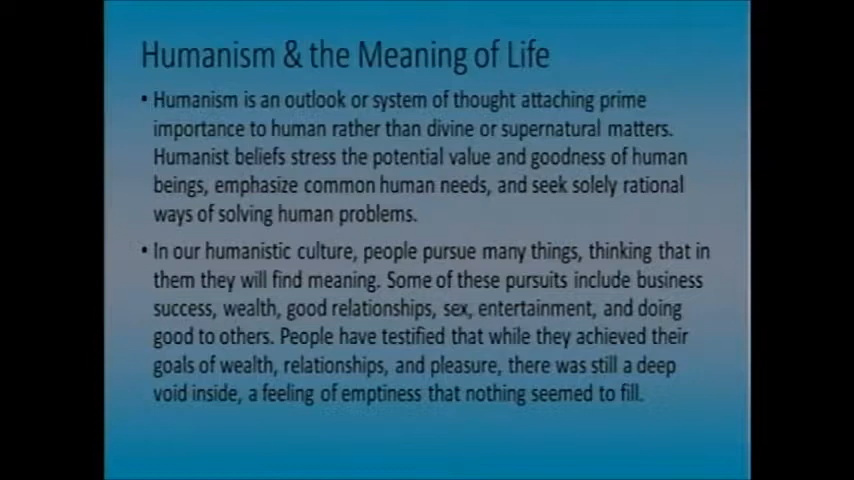 Humanism & the Meaning of Life
• Humanism is an outlook or system of thought attaching prime
importance to human rather than divine or supernatural matters.
Humanist beliefs stress the potential value and goodness of human
beings, emphasize common human needs, and seek solely rational
ways of solving human problems.
• In our humanistic culture, people pursue many things, thinking that in
them they will find meaning. Some of these pursuits include business
success, wealth, good relationships, sex, entertainment, and doing
good to others. People have testified that while they achieved their
goals of wealth, relationships, and pleasure, there was still a deep
void inside, a feeling of emptiness that nothing seemed to fill.